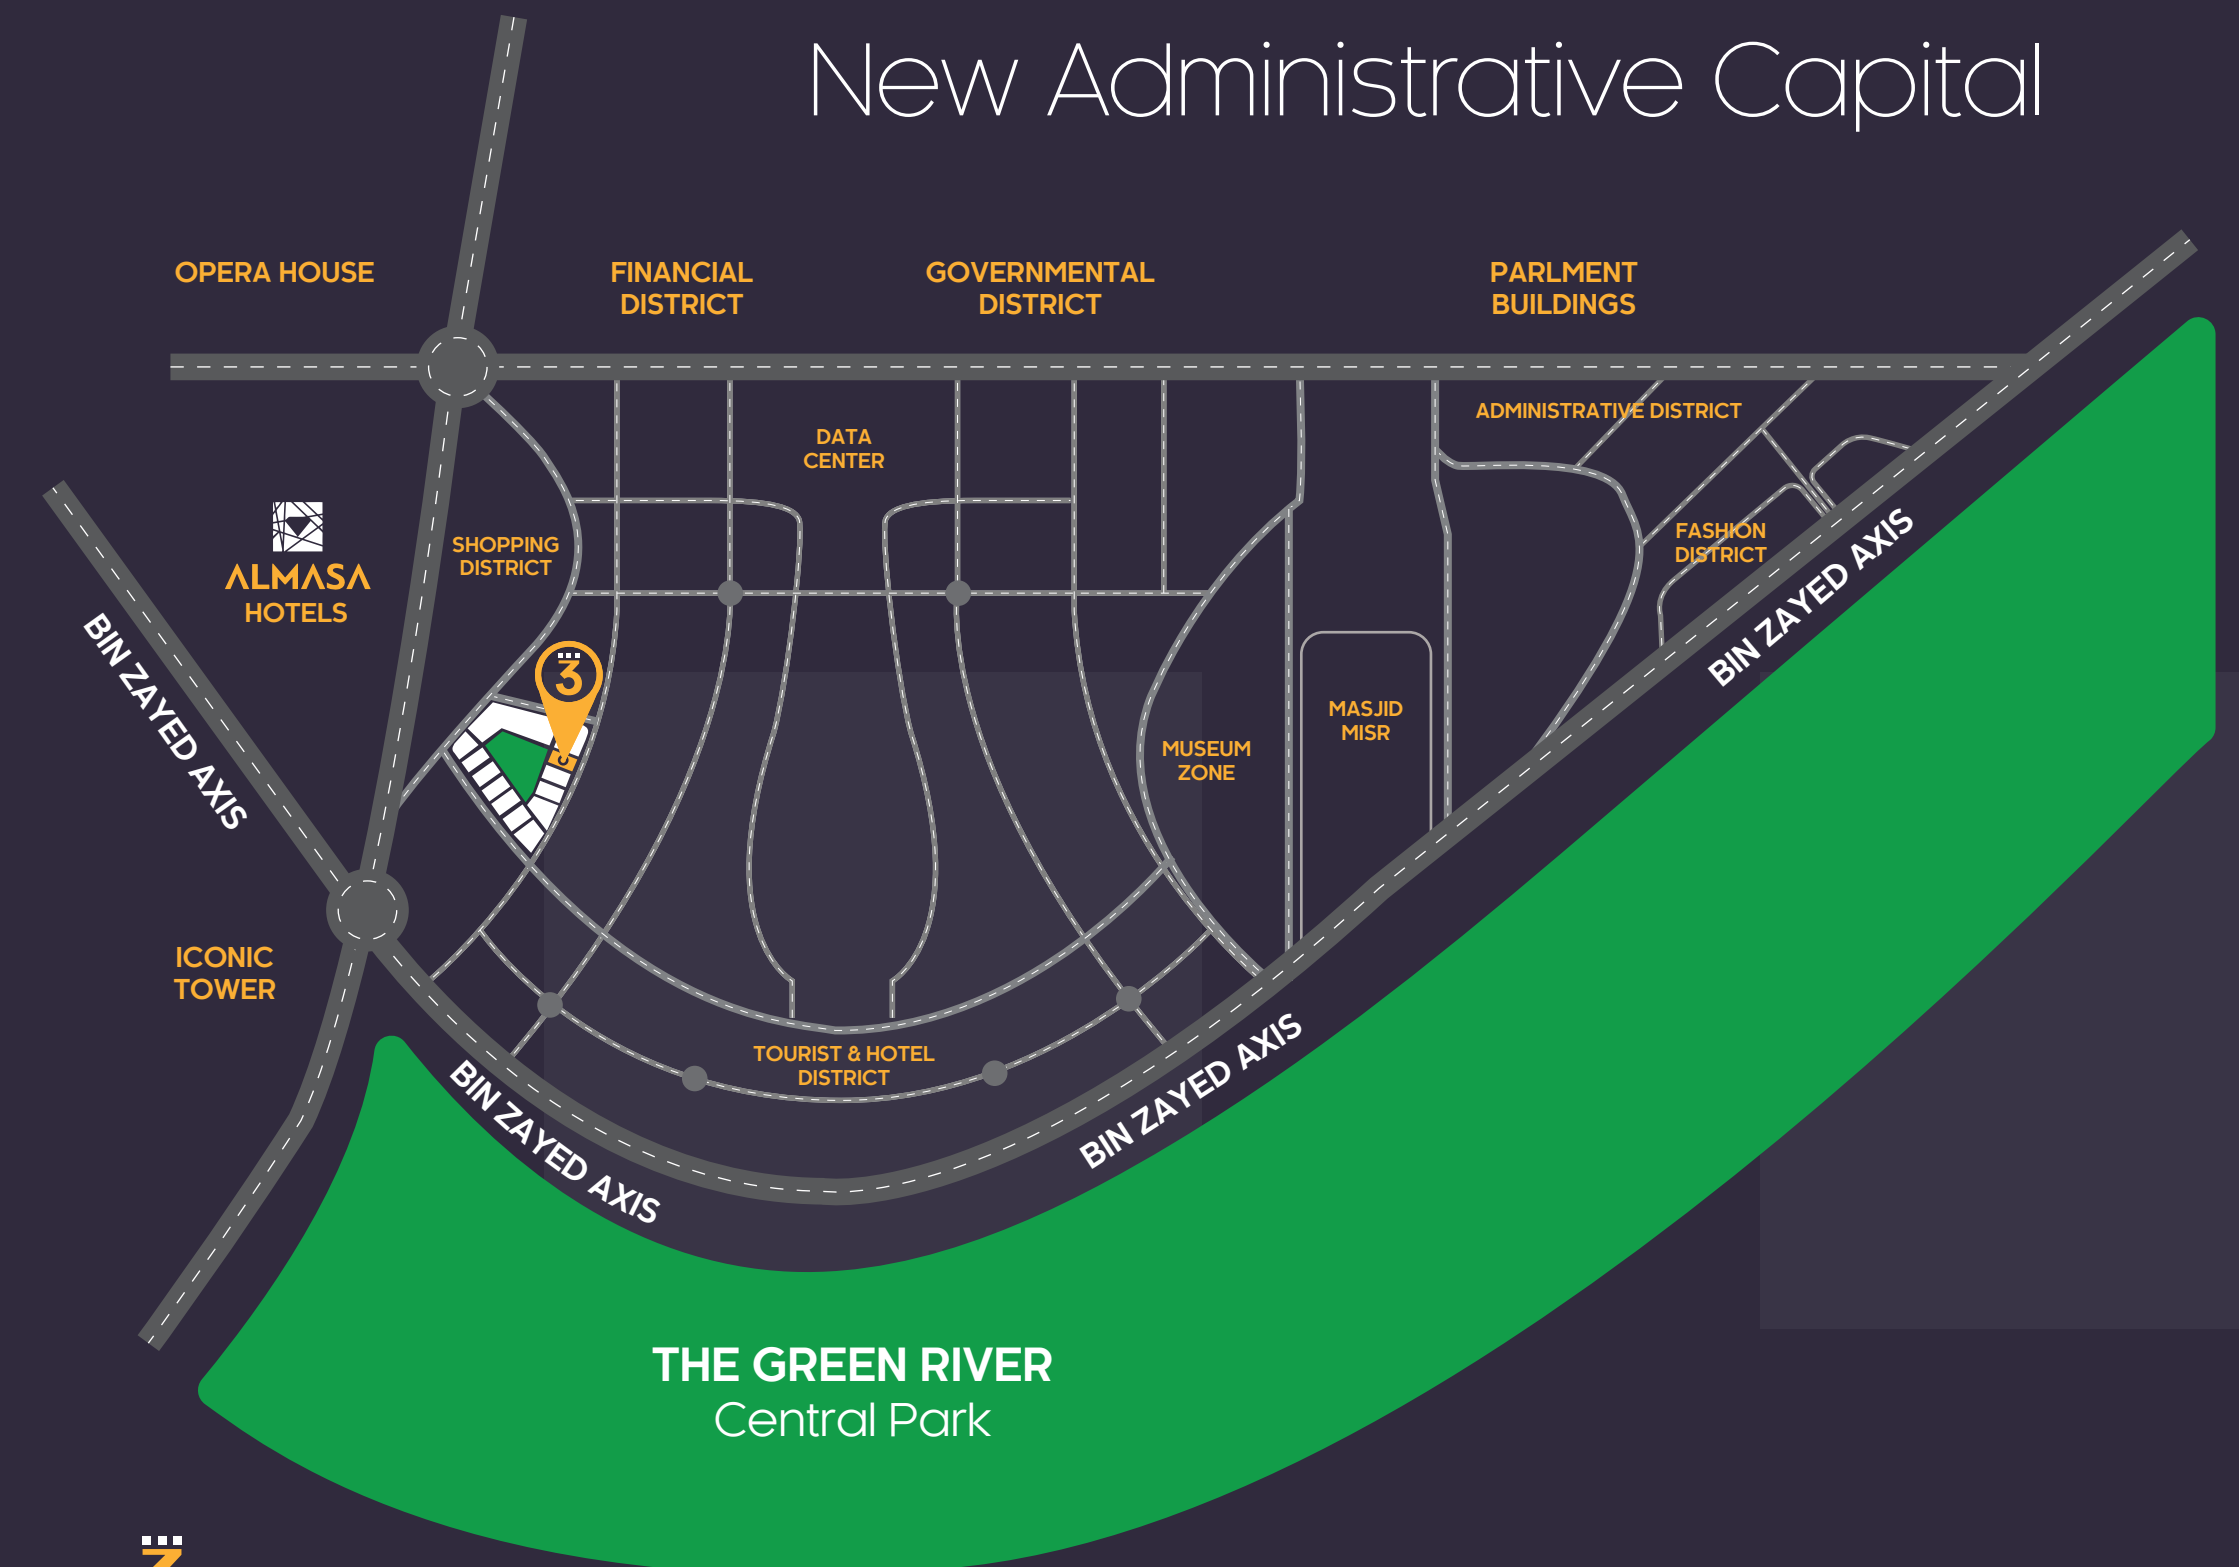 New Administrative Capital
OPERA HOUSE
FINANCIAL
DISTRICT
GOVERNMENTAL
DISTRICT
PARLMENT
BUILDINGS
ADMINISTRATIVE DISTRICT
DATA
CENTER
SHOPPING
DISTRICT
FASHION
DISTRICT
ALMASA
HOTELS
BIN ZAYED AXIS
BIN ZAYED AXIS
3
MASJID
MISR
MUSEUM
ZONE
ICONIC
TOWER
TOURIST & HOTEL
DISTRICT
BIN ZAYED AXIS
BIN ZAYED AXIS
THE GREEN RIVER
Central Park